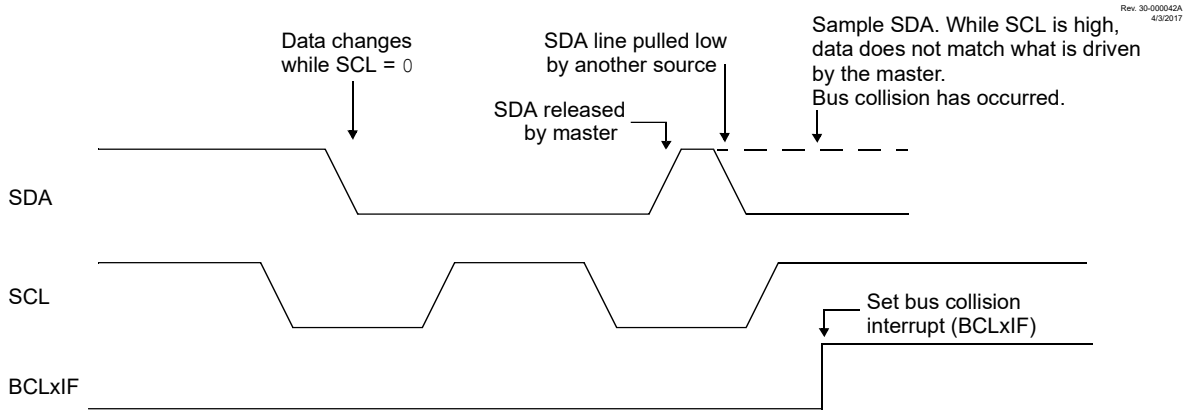 Rev. 30-000042A
4/3/2017
Data changes
while SCL = 0
SDA line pulled low
by another source
SDA released
by master
Sample SDA. While SCL is high,
data does not match what is driven
by the master.
Bus collision has occurred.
SDA
SCL
Set bus collision
interrupt (BCLxIF)
BCLxIF